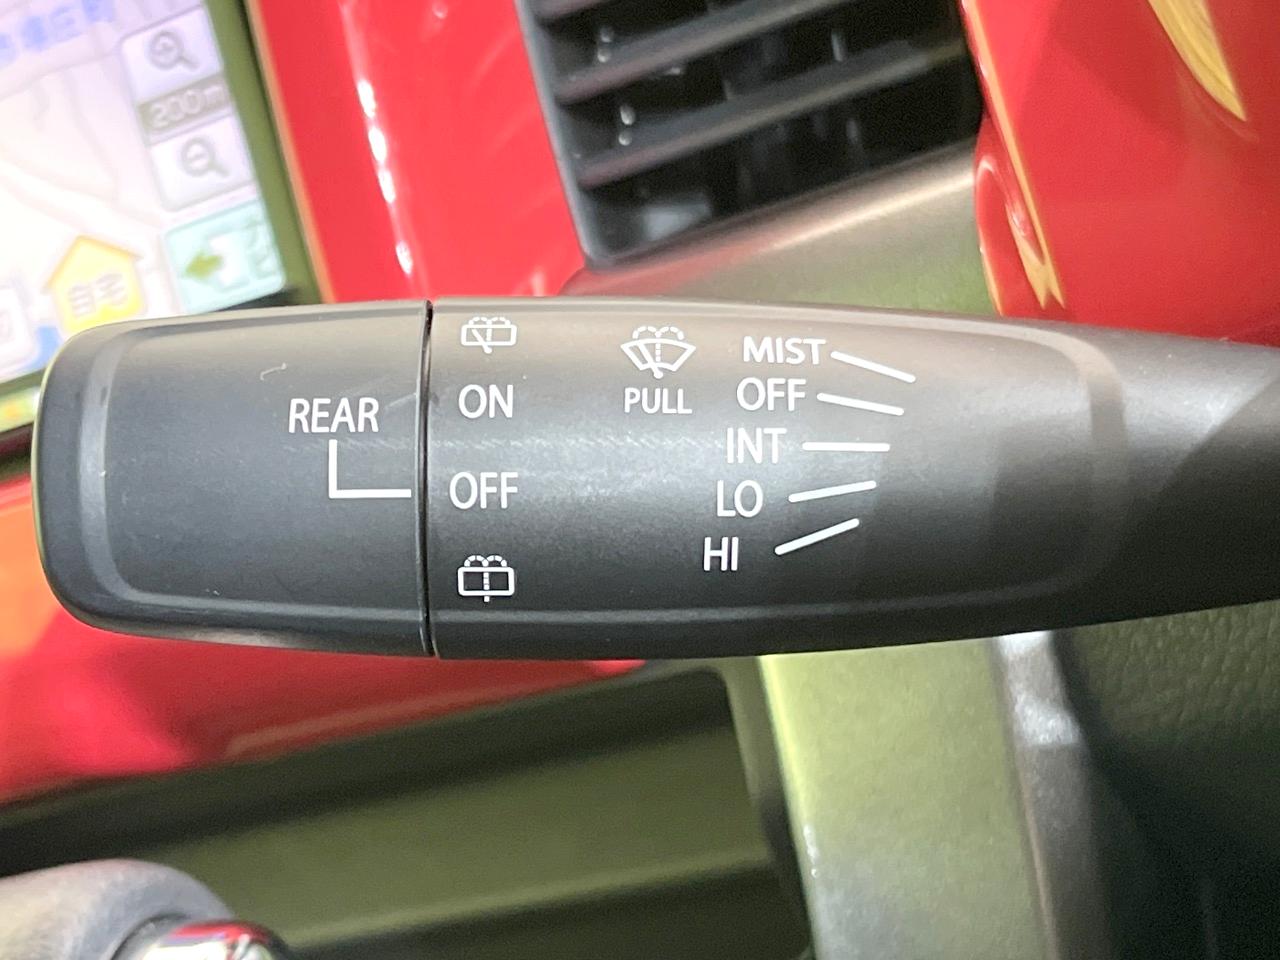 200m
自宅
REAR
ON
OFF
PULL
MIST
OFF
INT
LO
HI